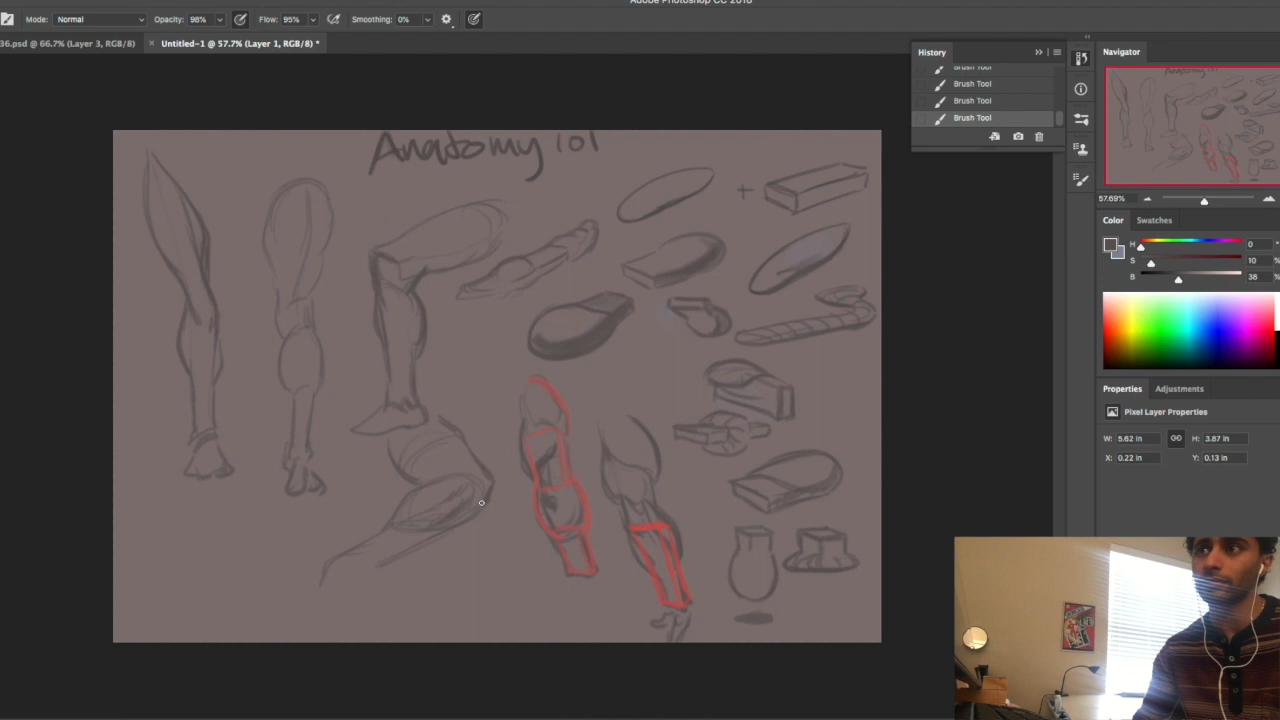 Adobe Photoshop CC 2018
Mode: Normal Opacity: 98% Flow: 95% Smoothing: 0%
36.psd @ 66.7% (Layer 3, RGB/8) × Untitled-1 @ 57.7% (Layer 1, RGB/8) *
History
Brush Tool
Brush Tool
Brush Tool
Brush Tool
Navigator
57.69%
Color Swatches
H 0 °
S 10 %
B 38 %
Properties Adjustments
Pixel Layer Properties
W: 5.62 in H: 3.87 in
X: 0.22 in Y: 0.13 in
Anatomy 101
+